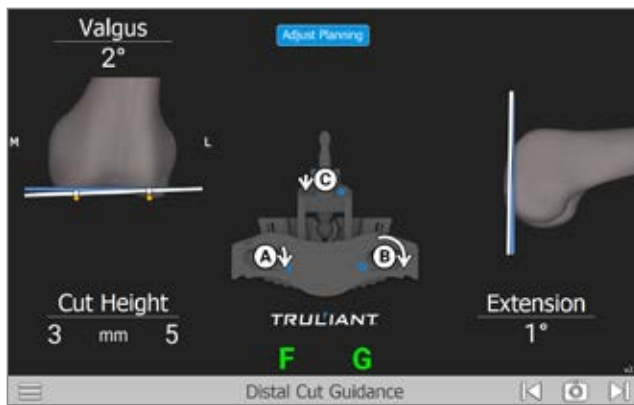 Valgus
2°
Adjust Planning
M
L
C
A
B
Cut Height
3 mm 5
TRULIANT
Extension
1°
F G
Distal Cut Guidance